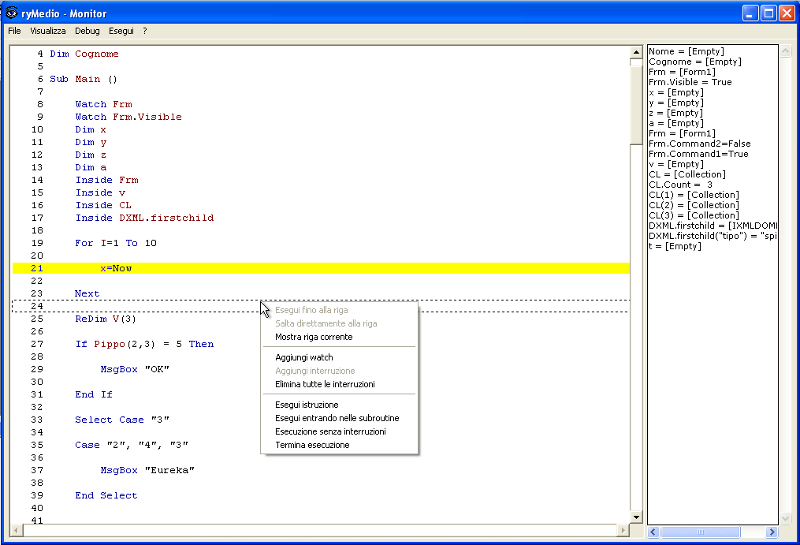 ryMedio - Monitor
File Visualizza Debug Esegui ?
4 Dim Cognome
5
6 Sub Main ()
7
8 Watch Frm
9 Watch Frm.Visible
10 Dim x
11 Dim y
12 Dim z
13 Dim a
14 Inside Frm
15 Inside v
16 Inside CL
17 Inside DXML.firstchild
18
19 For I=1 To 10
20
21 x=Now
22
23 Next
24
25 ReDim V(3)
26
27 If Pippo(2,3) = 5 Then
28
29 MsgBox "OK"
30
31 End If
32
33 Select Case "3"
34
35 Case "2", "4", "3"
36
37 MsgBox "Eureka"
38
39 End Select
40
41
Esegui fino alla riga
Salta direttamente alla riga
Mostra riga corrente
Aggiungi watch
Aggiungi interruzione
Elimina tutte le interruzioni
Esegui istruzione
Esegui entrando nelle subroutine
Esecuzione senza interruzioni
Termina esecuzione
Nome = [Empty]
Cognome = [Empty]
Frm = [Form1]
Frm.Visible = True
x = [Empty]
y = [Empty]
z = [Empty]
a = [Empty]
Frm = [Form1]
Frm.Command2=False
Frm.Command1=True
v = [Empty]
CL = [Collection]
CL.Count = 3
CL(1) = [Collection]
CL(2) = [Collection]
CL(3) = [Collection]
DXML.firstchild = [IXMLDOMI
DXML.firstchild("tipo") = "spi
t = [Empty]